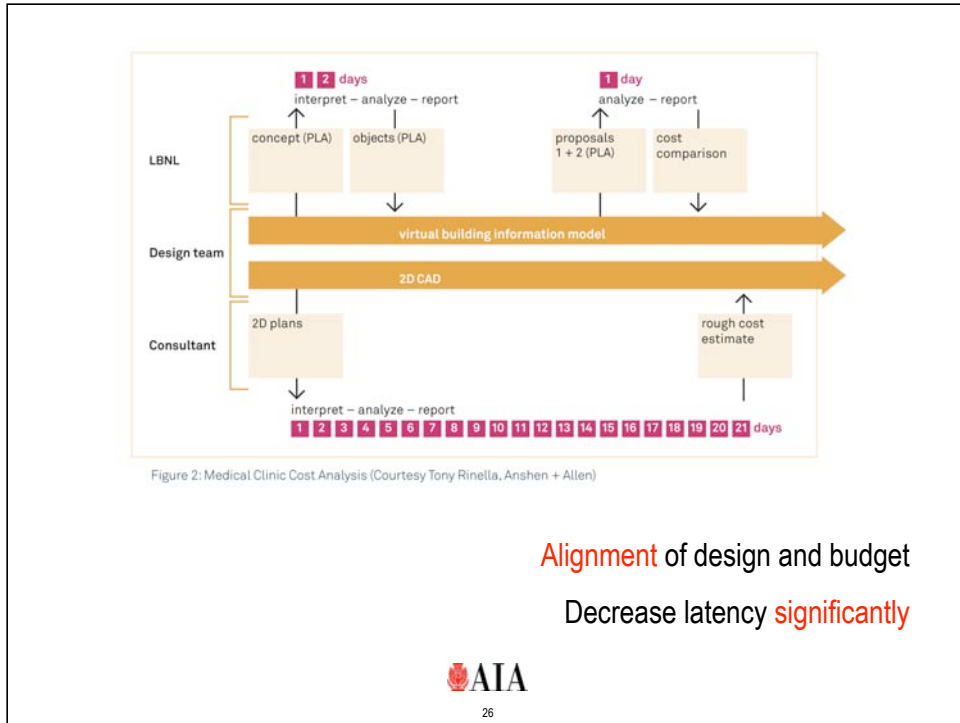 1 2 days
interpret – analyze – report
1 day
analyze – report
LBNL
concept (PLA)
objects (PLA)
proposals
1 + 2 (PLA)
cost
comparison
Design team
virtual building information model
2D CAD
Consultant
2D plans
rough cost
estimate
interpret – analyze – report
1 2 3 4 5 6 7 8 9 10 11 12 13 14 15 16 17 18 19 20 21 days
Figure 2: Medical Clinic Cost Analysis (Courtesy Tony Rinella, Anshen + Allen)
Alignment of design and budget
Decrease latency significantly
AIA
26